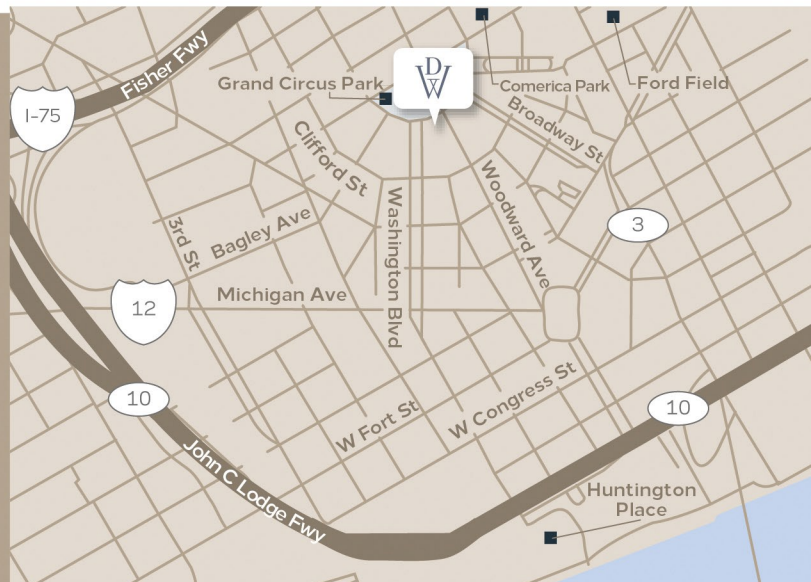 Fisher Fwy
I-75
Grand Circus Park
DW
Comerica Park
Ford Field
Broadway St
Clifford St
Washington Blvd
Woodward Ave
3rd St
Bagley Ave
3
Michigan Ave
12
10
W Fort St
W Congress St
10
John C Lodge Fwy
Huntington
Place